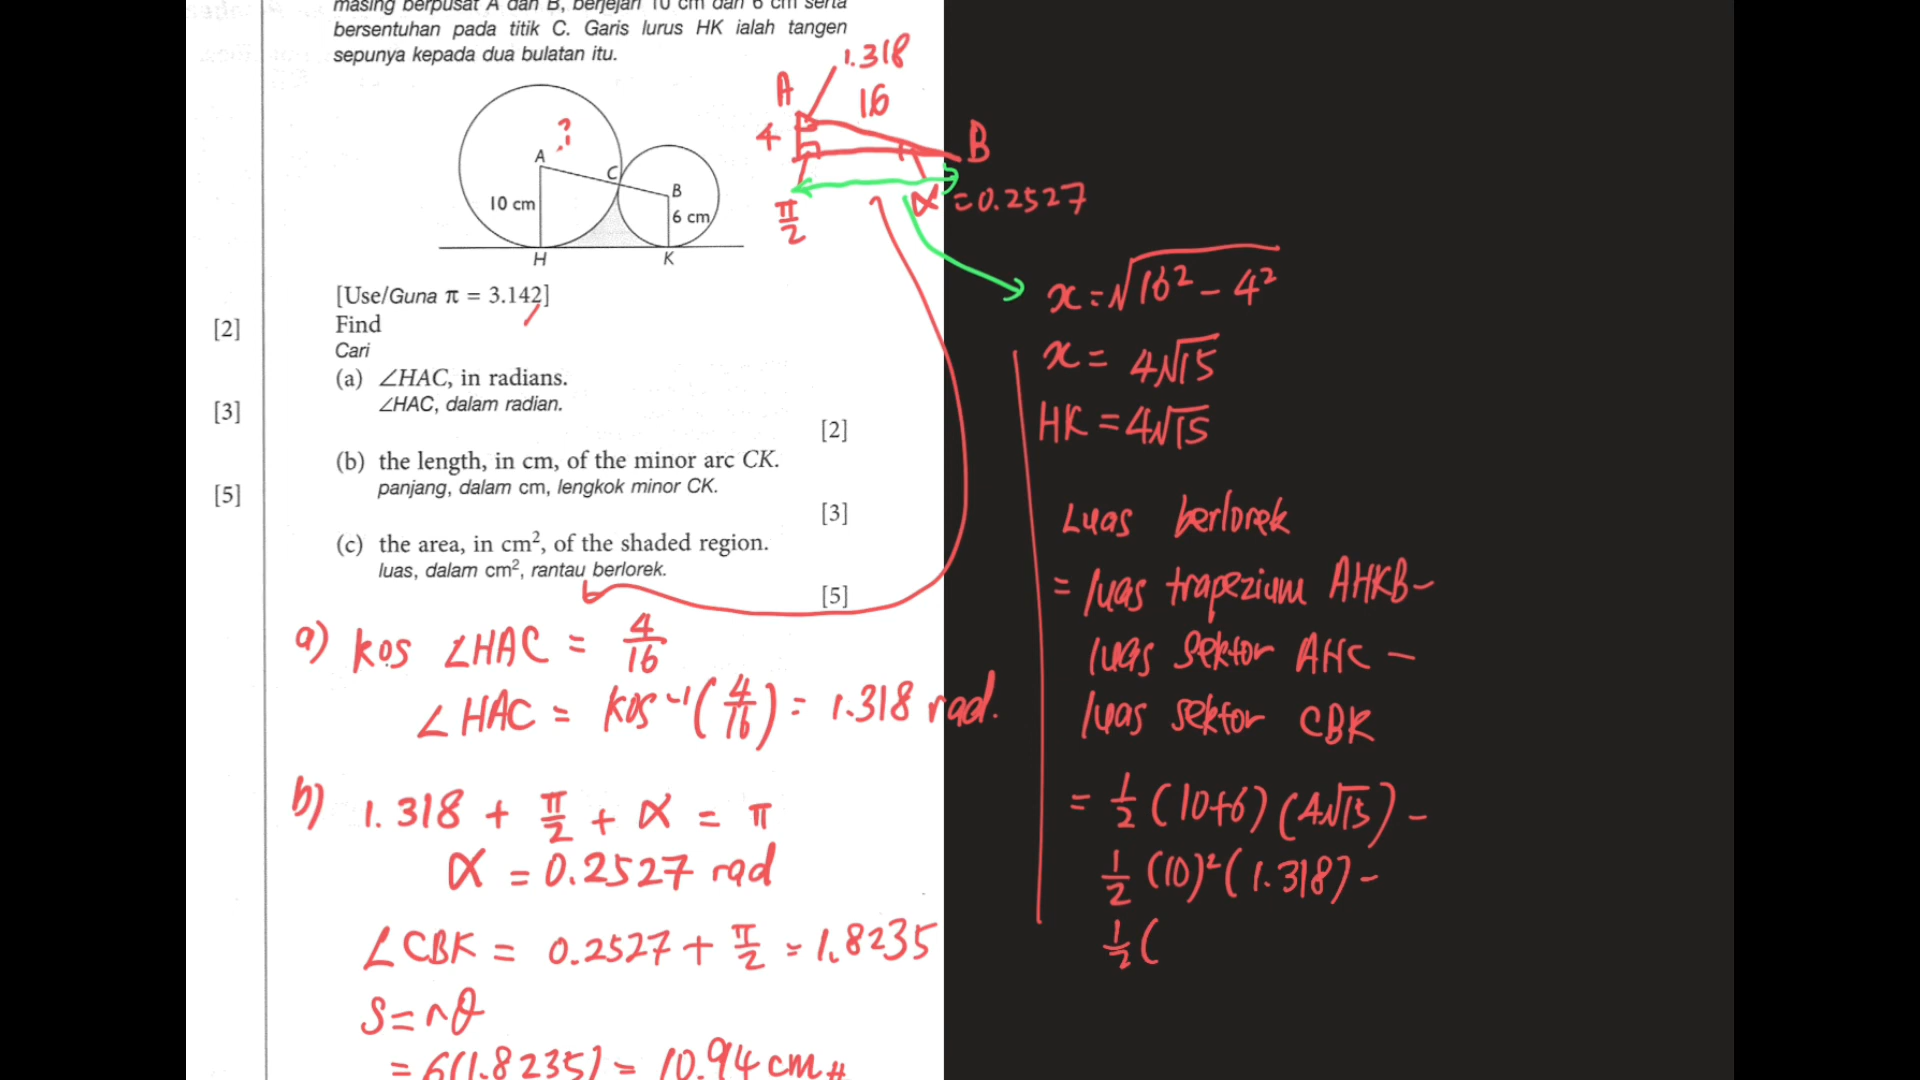 masing berpusat A dan B, berjejari 10 cm dan 6 cm serta
bersentuhan pada titik C. Garis lurus HK ialah tangen
sepunya kepada dua bulatan itu.
?
A
C
B
10 cm
6 cm
H
K
1.318
A
16
4
B
π/2
α = 0.2527
[Use/Guna π = 3.142]
Find
Cari
[2]
(a) ∠HAC, in radians.
∠HAC, dalam radian.
[3]
[2]
(b) the length, in cm, of the minor arc CK.
panjang, dalam cm, lengkok minor CK.
[5]
[3]
(c) the area, in cm², of the shaded region.
luas, dalam cm², rantau berlorek.
[5]
a) kos ∠HAC = 4/16
∠HAC = kos⁻¹(4/16) = 1.318 rad.
b) 1.318 + π/2 + α = π
α = 0.2527 rad
∠CBK = 0.2527 + π/2 = 1.8235
S = rθ
= 6(1.8235) = 10.94 cm #
x = √16² − 4²
x = 4√15
HK = 4√15
Luas berlorek
= luas trapezium AHKB −
luas sektor AHC −
luas sektor CBK
= 1/2 (10+6) (4√15) −
1/2 (10)² (1.318) −
1/2 (